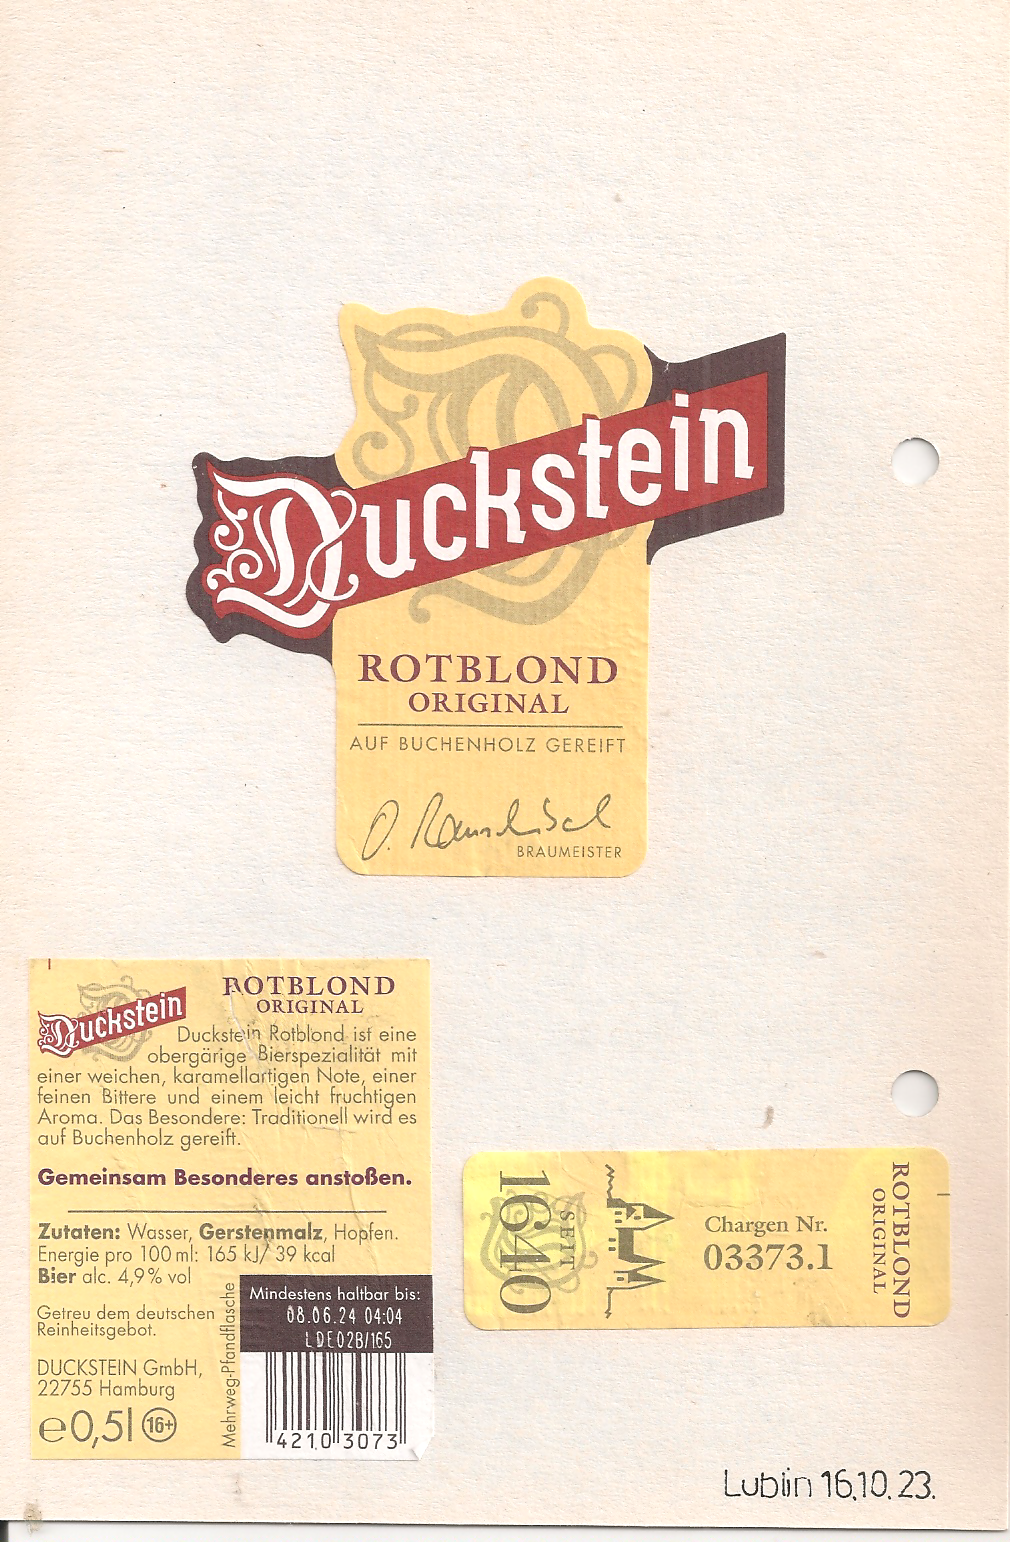 Duckstein
ROTBLOND
ORIGINAL
AUF BUCHENHOLZ GEREIFT
BRAUMEISTER
Duckstein
ROTBLOND
ORIGINAL
Duckstein Rotblond ist eine
obergärige Bierspezialität mit
einer weichen, karamellartigen Note, einer
feinen Bittere und einem leicht fruchtigen
Aroma. Das Besondere: Traditionell wird es
auf Buchenholz gereift.
Gemeinsam Besonderes anstoßen.
Zutaten: Wasser, Gerstenmalz, Hopfen.
Energie pro 100 ml: 165 kJ/ 39 kcal
Bier alc. 4,9% vol
Getreu dem deutschen
Reinheitsgebot.
DUCKSTEIN GmbH,
22755 Hamburg
e 0,5l 16+
Mehrweg-Pfandflasche
Mindestens haltbar bis:
08.06.24 04:04
LDE02B/165
4210 3073
SEIT
1640
Chargen Nr.
03373.1
ROTBLOND
ORIGINAL
Lublin 16.10.23.